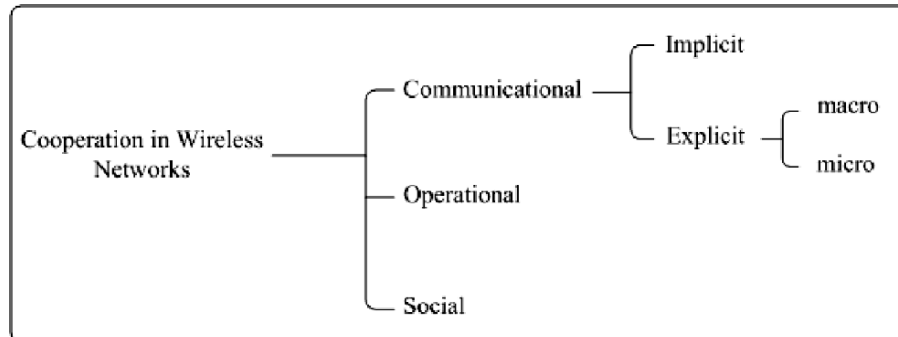 Implicit
Communicational
macro
Explicit
Cooperation in Wireless
Networks
micro
Operational
Social